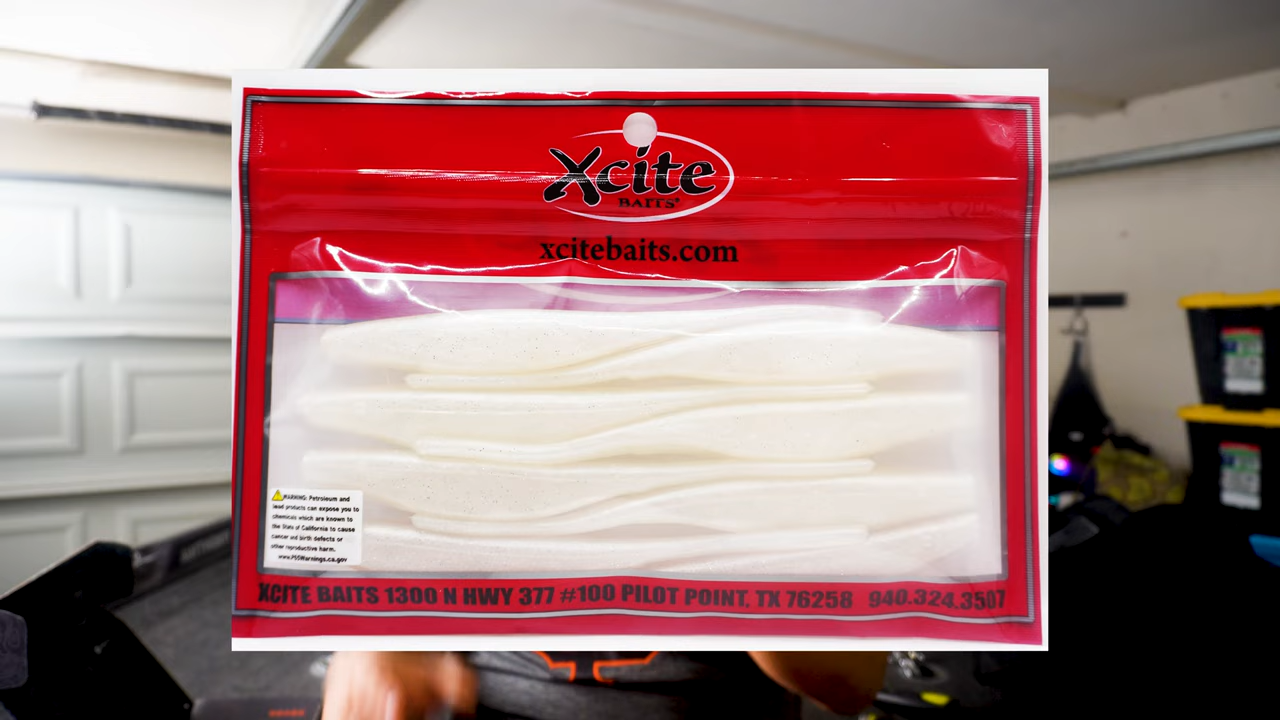 Xcite
BAITS®
xcitebaits.com
WARNING: Petroleum and
lead products can expose you to
chemicals which are known to
the State of California to cause
cancer and birth defects or
other reproductive harm.
www.P65Warnings.ca.gov
XCITE BAITS 1300 N HWY 377 #100 PILOT POINT, TX 76258 940.324.3507